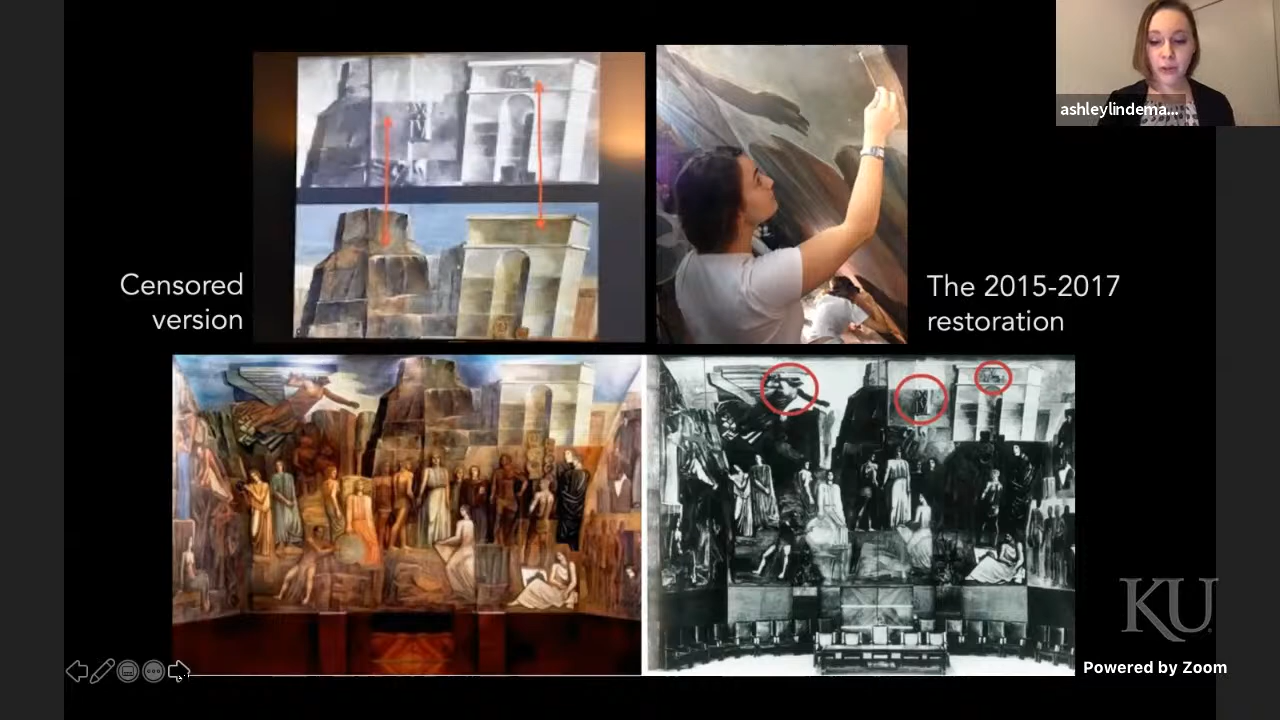 ashleylindema...
Censored
version
The 2015-2017
restoration
KU
Powered by Zoom